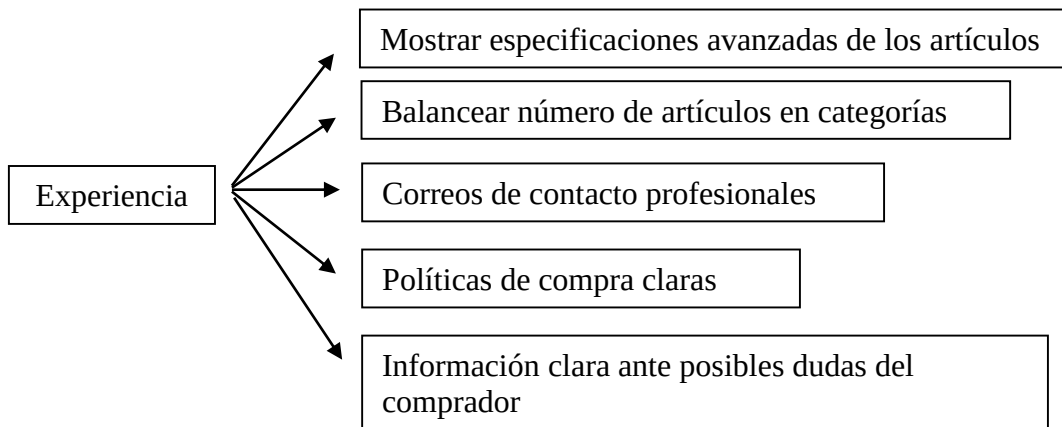 Mostrar especificaciones avanzadas de los artículos
Balancear número de artículos en categorías
Experiencia
Correos de contacto profesionales
Políticas de compra claras
Información clara ante posibles dudas del
comprador